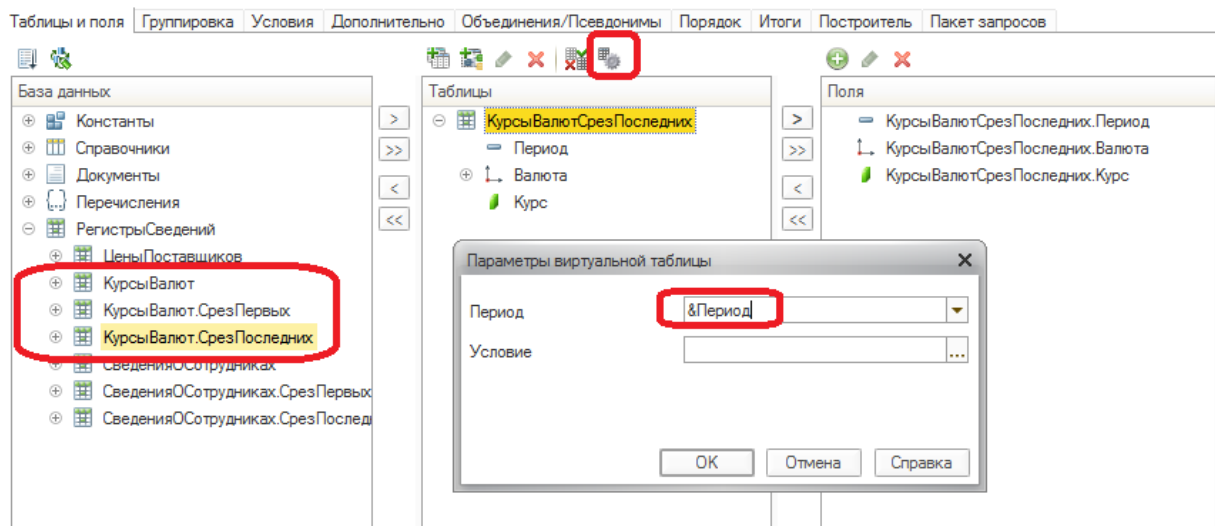 Таблицы и поля Группировка Условия Дополнительно Объединения/Псевдонимы Порядок Итоги Построитель Пакет запросов
База данных
Константы
Справочники
Документы
Перечисления
РегистрыСведений
ЦеныПоставщиков
КурсыВалют
КурсыВалют.СрезПервых
КурсыВалют.СрезПоследних
СведенияОСотрудниках
СведенияОСотрудниках.СрезПервых
СведенияОСотрудниках.СрезПослед
>
>>
<
<<
Таблицы
КурсыВалютСрезПоследних
Период
Валюта
Курс
>
>>
<
<<
Поля
КурсыВалютСрезПоследних.Период
КурсыВалютСрезПоследних.Валюта
КурсыВалютСрезПоследних.Курс
Параметры виртуальной таблицы
Период &Период
Условие ...
OK Отмена Справка